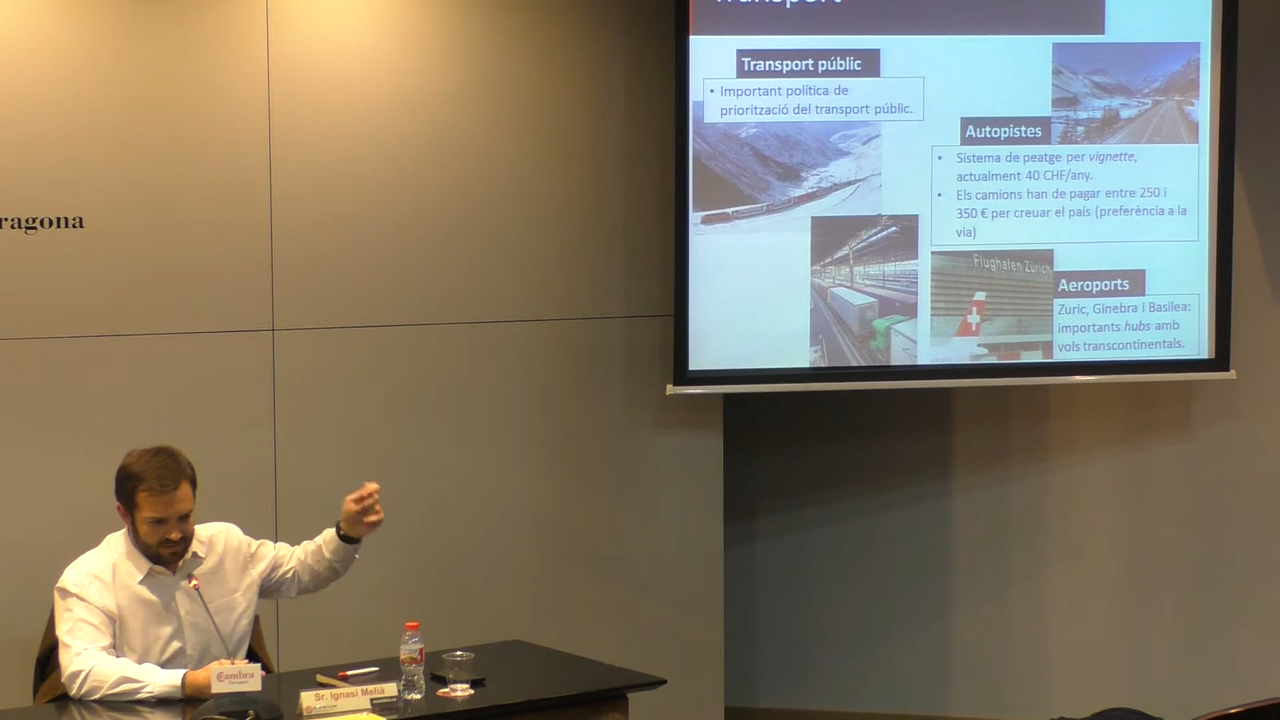 Transport
Transport públic
• Important política de
prioritzación del transport públic.
Autopistes
• Sistema de peatge per vignette,
actualment 40 CHF/any.
• Els camions han de pagar entre 250 i
350 € per creuar el país (preferència a la
via)
Flughafen Zürich
Aeroports
Zuric, Ginebra i Basilea:
importants hubs amb
vols transcontinentals.
ragona
Cambra
Sr. Ignasi Melià